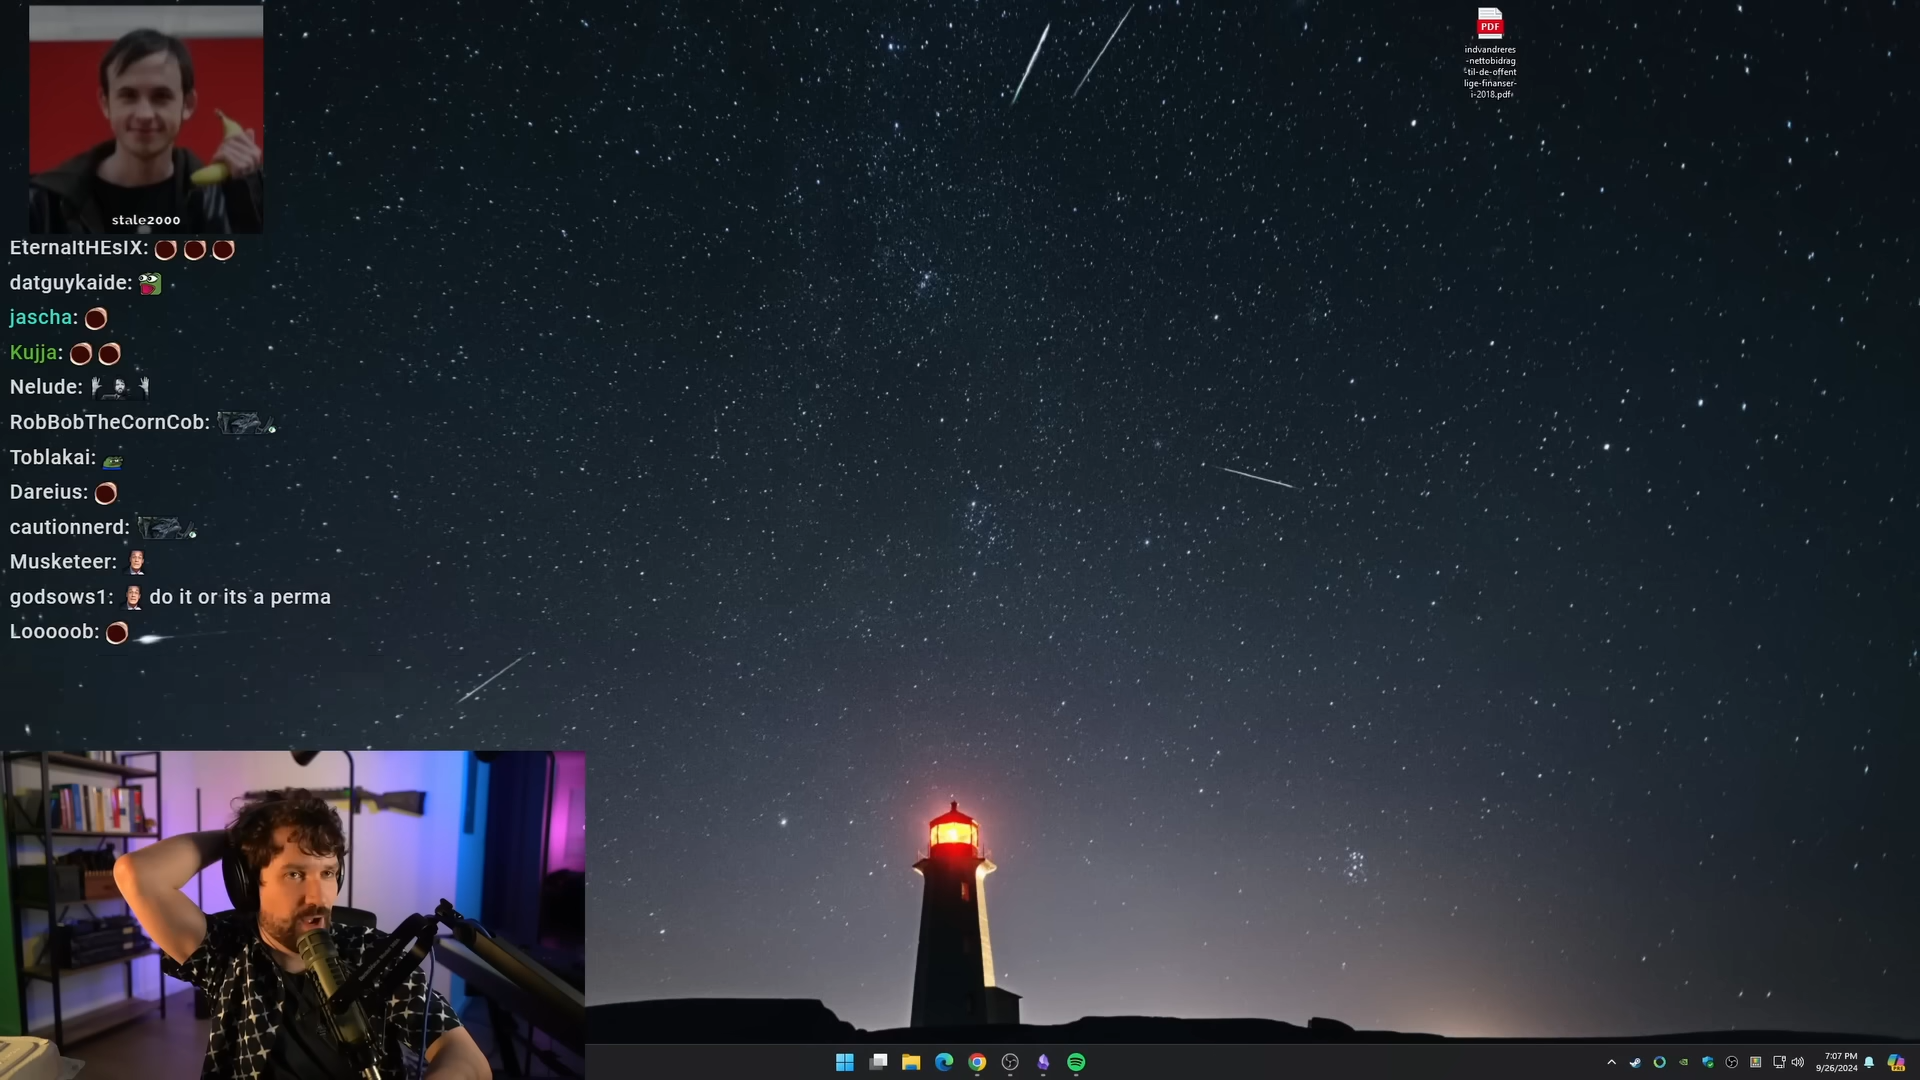 stale2000
EternaltHEsIX:
datguykaide:
jascha:
Kujja:
Nelude:
RobBobTheCornCob:
Toblakai:
Dareius:
cautionnerd:
Musketeer:
godsows1: do it or its a perma
Loooooob:
PDF
indvandreres
-nettobidrag
-til-de-offent
lige-finanser-
i-2018.pdf
7:07 PM
9/26/2024